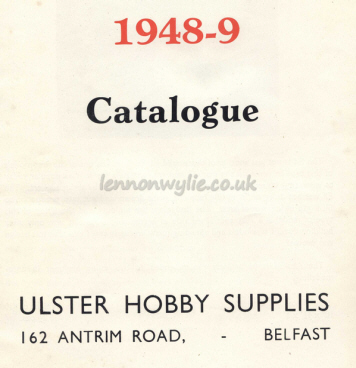 1948-9
Catalogue
lennonwylie.co.uk
ULSTER HOBBY SUPPLIES
162 ANTRIM ROAD, - BELFAST